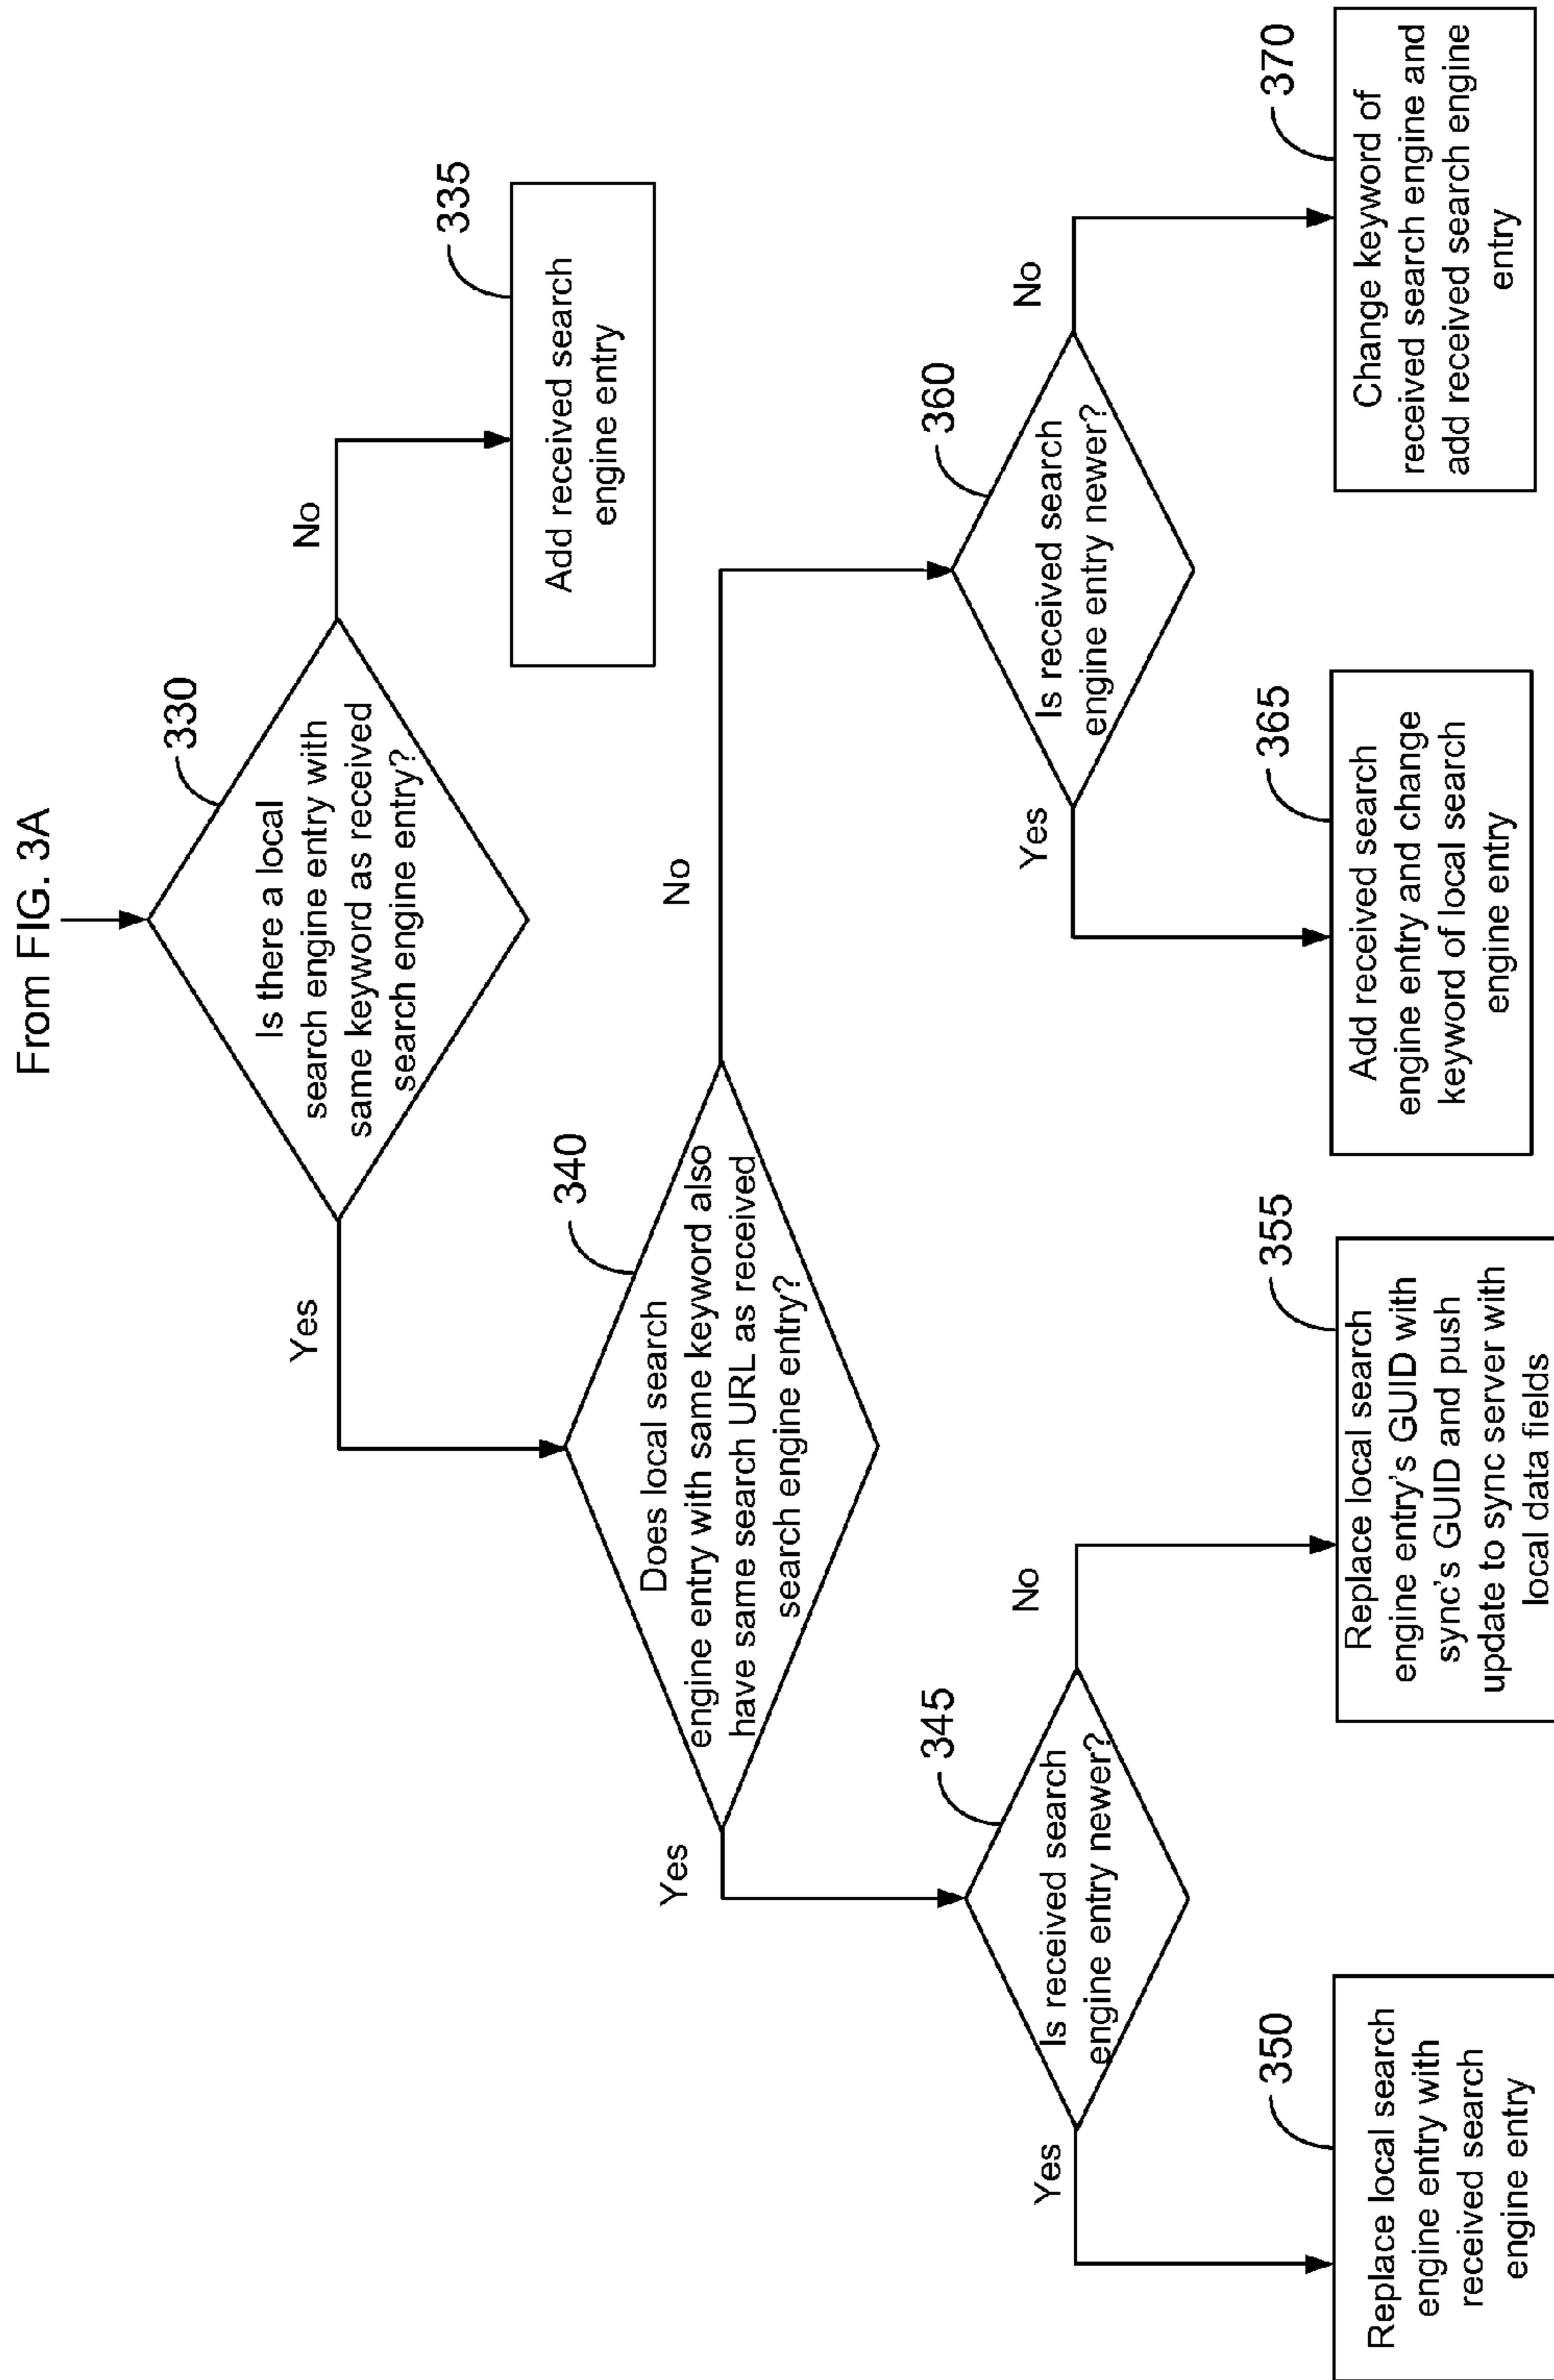 From FIG. 3A
330
Is there a local
search engine entry with
same keyword as received
search engine entry?
Yes
No
335
Add received search
engine entry
340
Does local search
engine entry with same keyword also
have same search URL as received
search engine entry?
Yes
No
345
Is received search
engine entry newer?
Yes
No
360
Is received search
engine entry newer?
Yes
No
350
Replace local search
engine entry with
received search
engine entry
355
Replace local search
engine entry's GUID with
sync's GUID and push
update to sync server with
local data fields
365
Add received search
engine entry and change
keyword of local search
engine entry
370
Change keyword of
received search engine and
add received search engine
entry